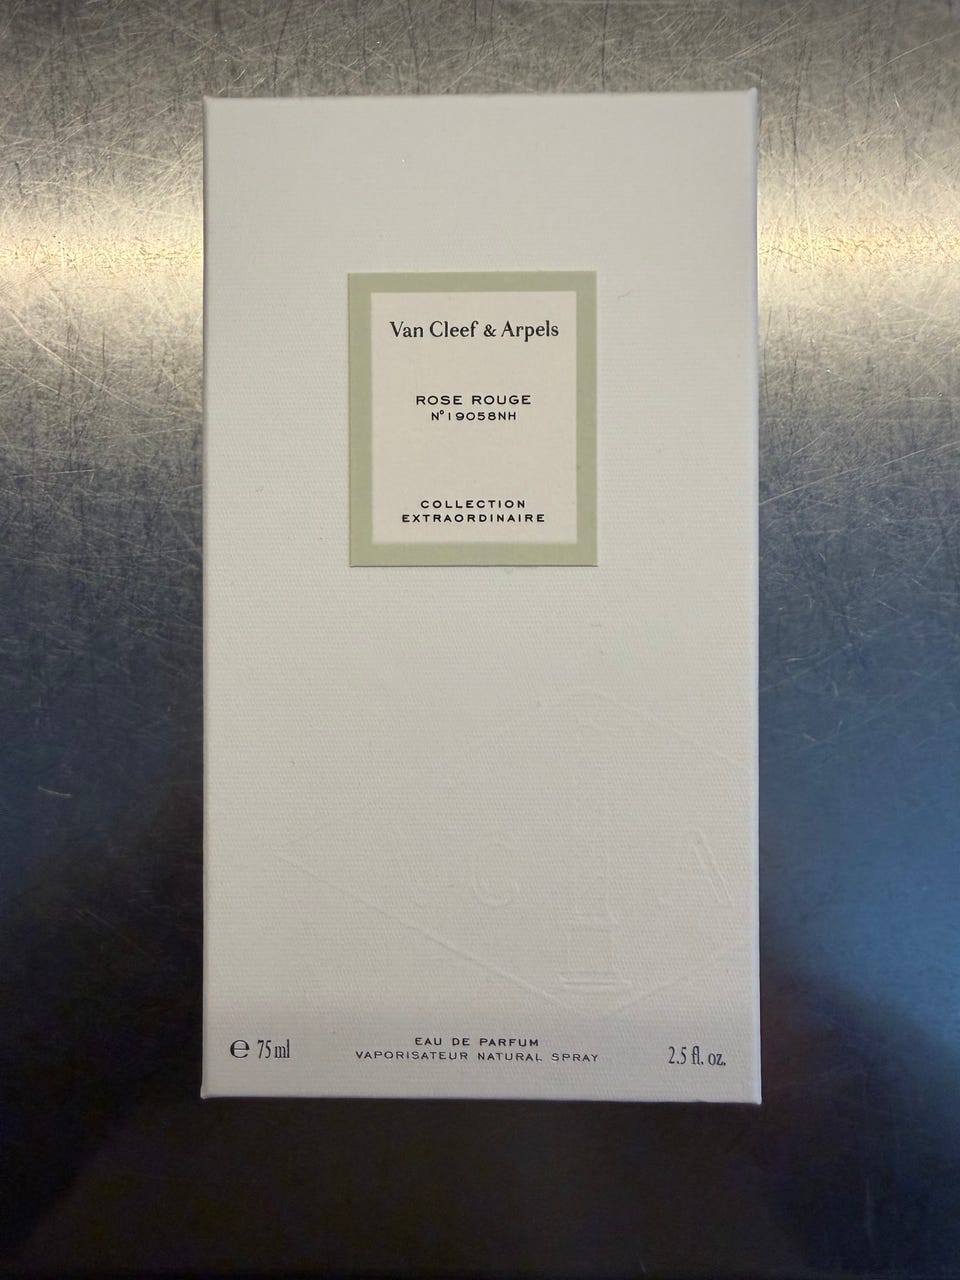 Van Cleef & Arpels
ROSE ROUGE
Nº19058NH
COLLECTION
EXTRAORDINAIRE
V C A
EAU DE PARFUM
VAPORISATEUR NATURAL SPRAY
℮ 75 ml
2.5 fl. oz.